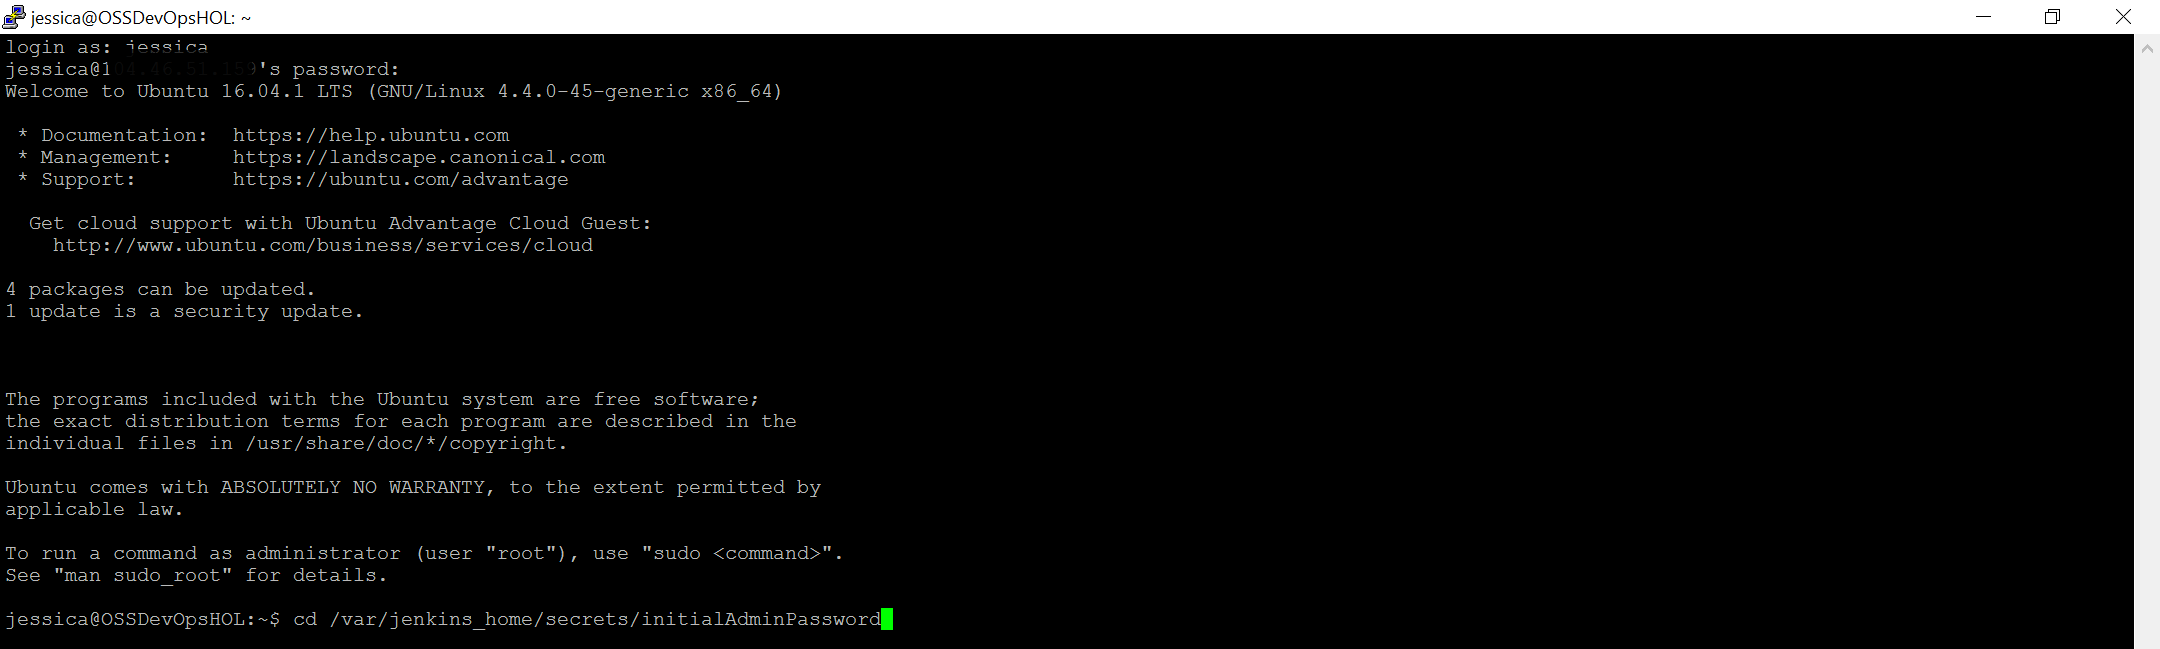 jessica@OSSDevOpsHOL: ~
login as: jessica
jessica@104.46.51.159's password:
Welcome to Ubuntu 16.04.1 LTS (GNU/Linux 4.4.0-45-generic x86_64)
* Documentation: https://help.ubuntu.com
* Management: https://landscape.canonical.com
* Support: https://ubuntu.com/advantage
Get cloud support with Ubuntu Advantage Cloud Guest:
http://www.ubuntu.com/business/services/cloud
4 packages can be updated.
1 update is a security update.
The programs included with the Ubuntu system are free software;
the exact distribution terms for each program are described in the
individual files in /usr/share/doc/*/copyright.
Ubuntu comes with ABSOLUTELY NO WARRANTY, to the extent permitted by
applicable law.
To run a command as administrator (user "root"), use "sudo <command>".
See "man sudo_root" for details.
jessica@OSSDevOpsHOL:~$ cd /var/jenkins_home/secrets/initialAdminPassword